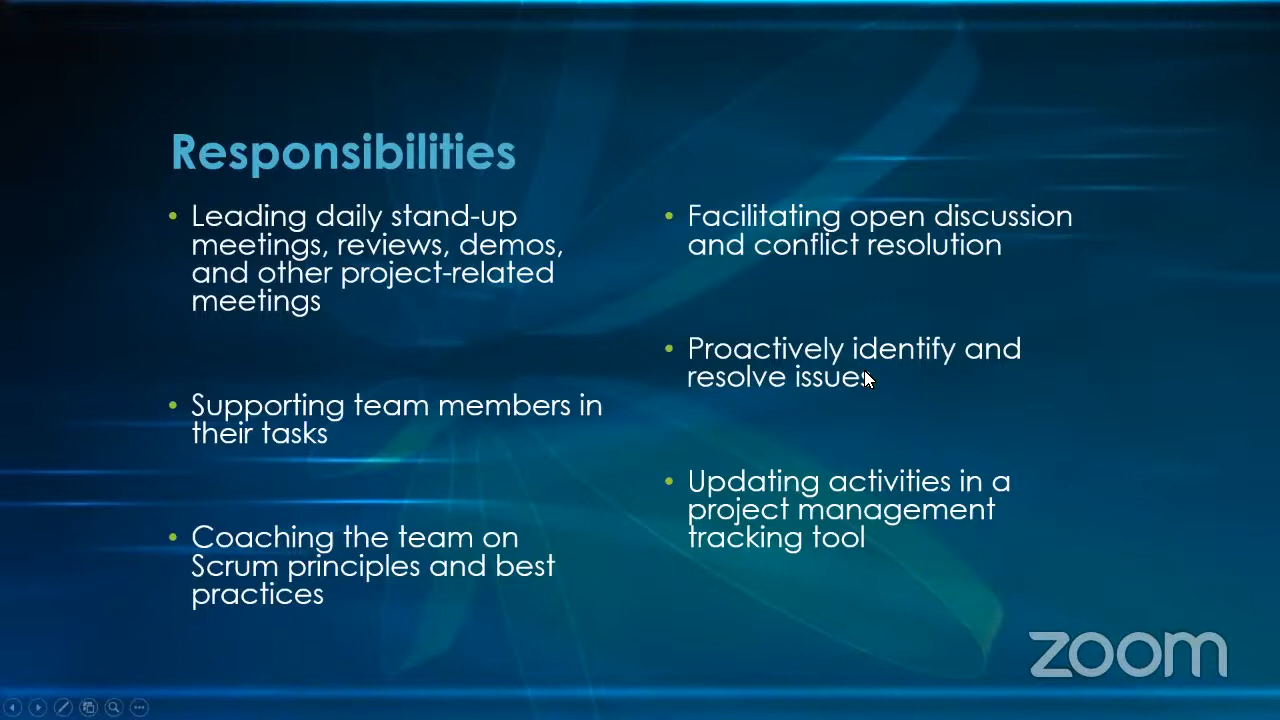 Responsibilities
• Leading daily stand-up
meetings, reviews, demos,
and other project-related
meetings
• Supporting team members in
their tasks
• Coaching the team on
Scrum principles and best
practices
• Facilitating open discussion
and conflict resolution
• Proactively identify and
resolve issues
• Updating activities in a
project management
tracking tool
zoom